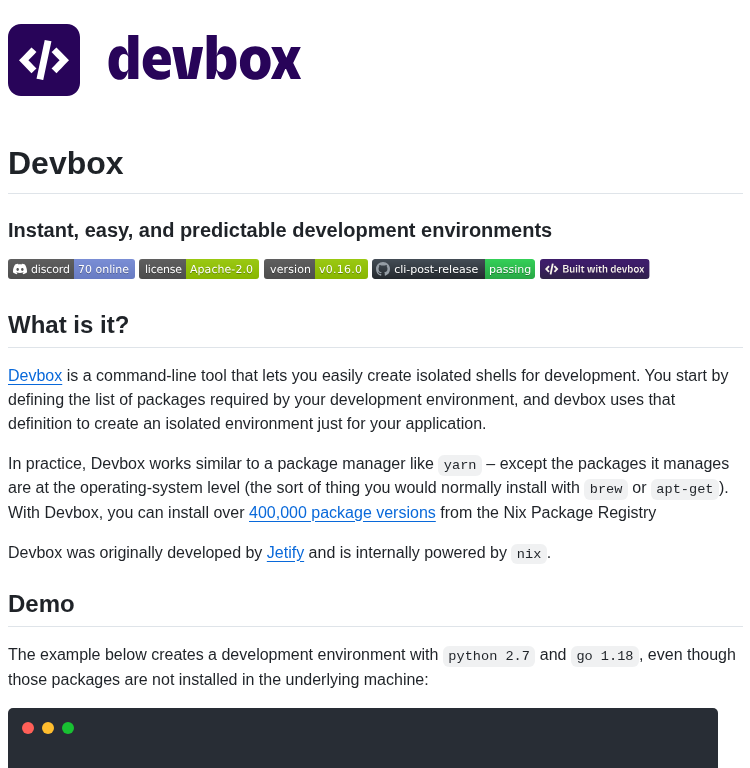 </> devbox
Devbox
Instant, easy, and predictable development environments
discord 70 online license Apache-2.0 version v0.16.0 cli-post-release passing </> Built with devbox
What is it?
Devbox is a command-line tool that lets you easily create isolated shells for development. You start by
defining the list of packages required by your development environment, and devbox uses that
definition to create an isolated environment just for your application.
In practice, Devbox works similar to a package manager like yarn – except the packages it manages
are at the operating-system level (the sort of thing you would normally install with brew or apt-get).
With Devbox, you can install over 400,000 package versions from the Nix Package Registry
Devbox was originally developed by Jetify and is internally powered by nix.
Demo
The example below creates a development environment with python 2.7 and go 1.18, even though
those packages are not installed in the underlying machine: